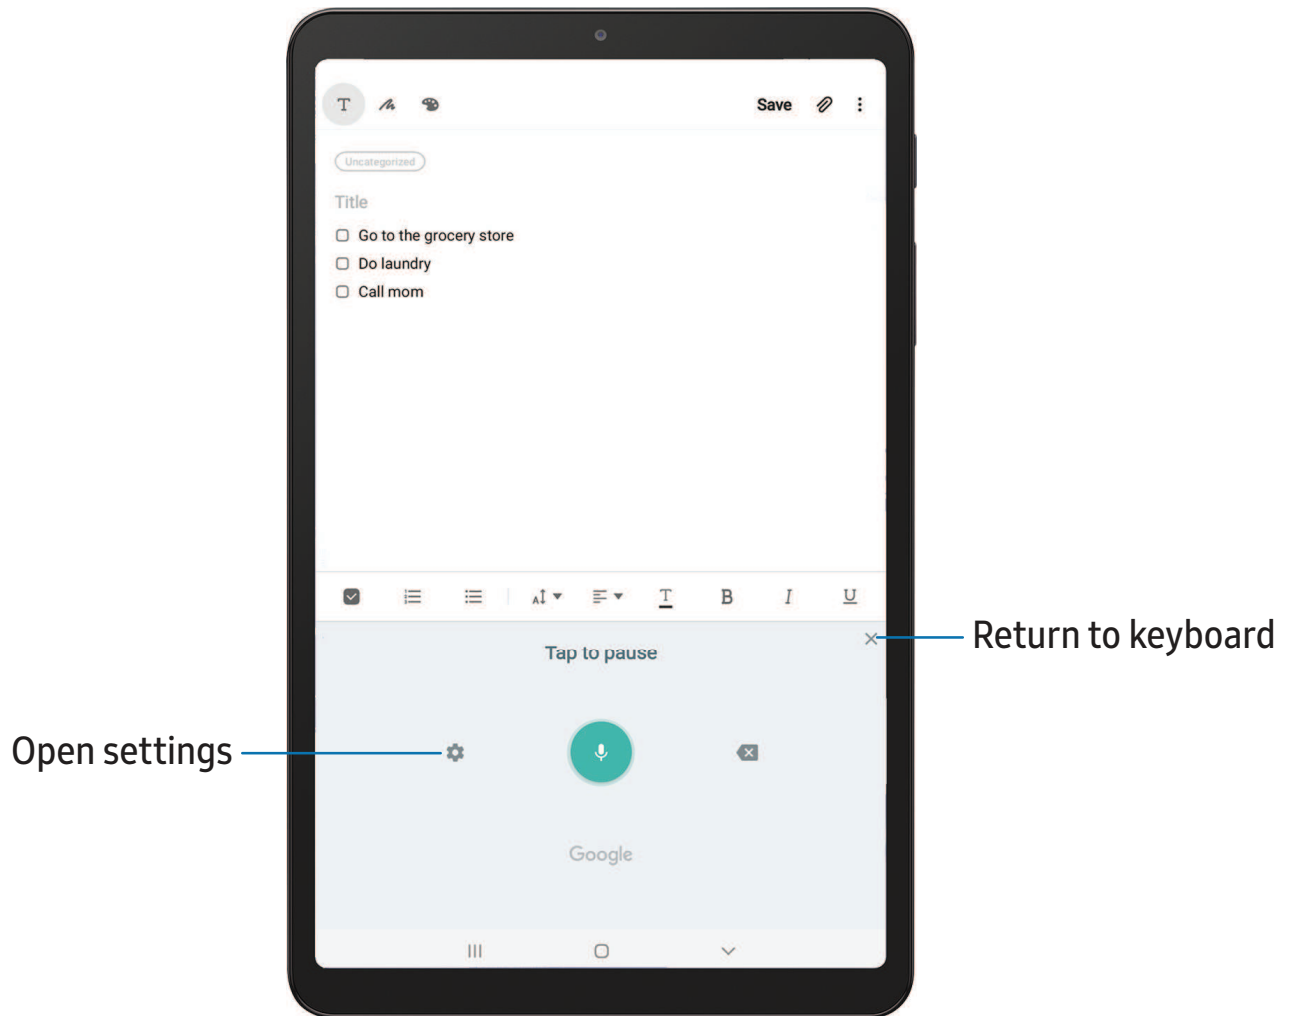 Save
Uncategorized
Title
Go to the grocery store
Do laundry
Call mom
Return to keyboard
Tap to pause
Open settings
Google